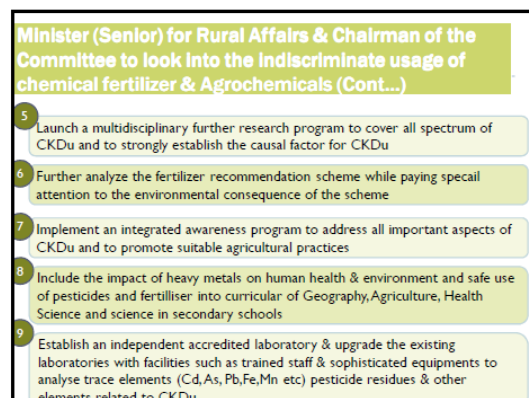 Minister (Senior) for Rural Affairs & Chairman of the
Committee to look into the indiscriminate usage of
chemical fertilizer & Agrochemicals (Cont...)
5
Launch a multidisciplinary further research program to cover all spectrum of
CKDu and to strongly establish the causal factor for CKDu
6
Further analyze the fertilizer recommendation scheme while paying specail
attention to the environmental consequence of the scheme
7
Implement an integrated awareness program to address all important aspects of
CKDu and to promote suitable agricultural practices
8
Include the impact of heavy metals on human health & environment and safe use
of pesticides and fertilliser into curricular of Geography, Agriculture, Health
Science and science in secondary schools
9
Establish an independent accredited laboratory & upgrade the existing
laboratories with facilities such as trained staff & sophisticated equipments to
analyse trace elements (Cd, As, Pb, Fe, Mn etc) pesticide residues & other
elements related to CKDu